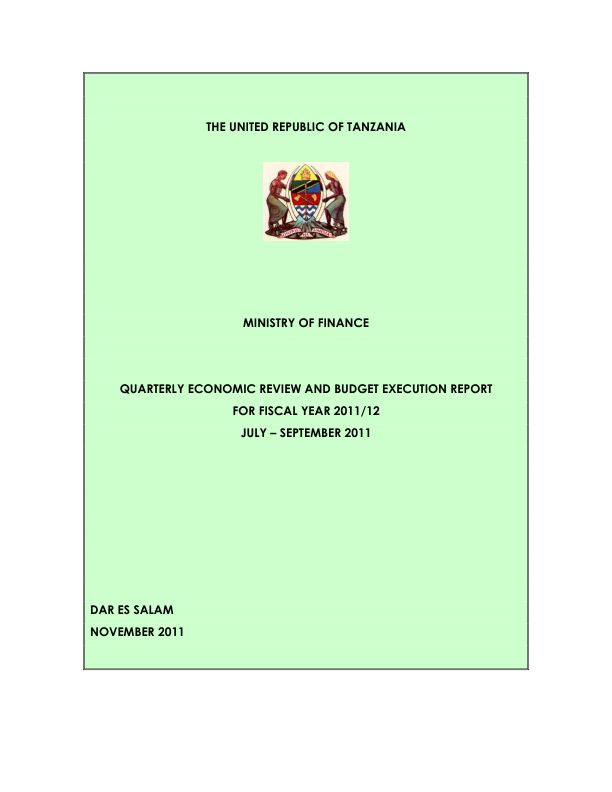 THE UNITED REPUBLIC OF TANZANIA
MINISTRY OF FINANCE
QUARTERLY ECONOMIC REVIEW AND BUDGET EXECUTION REPORT
FOR FISCAL YEAR 2011/12
JULY – SEPTEMBER 2011
DAR ES SALAM
NOVEMBER 2011